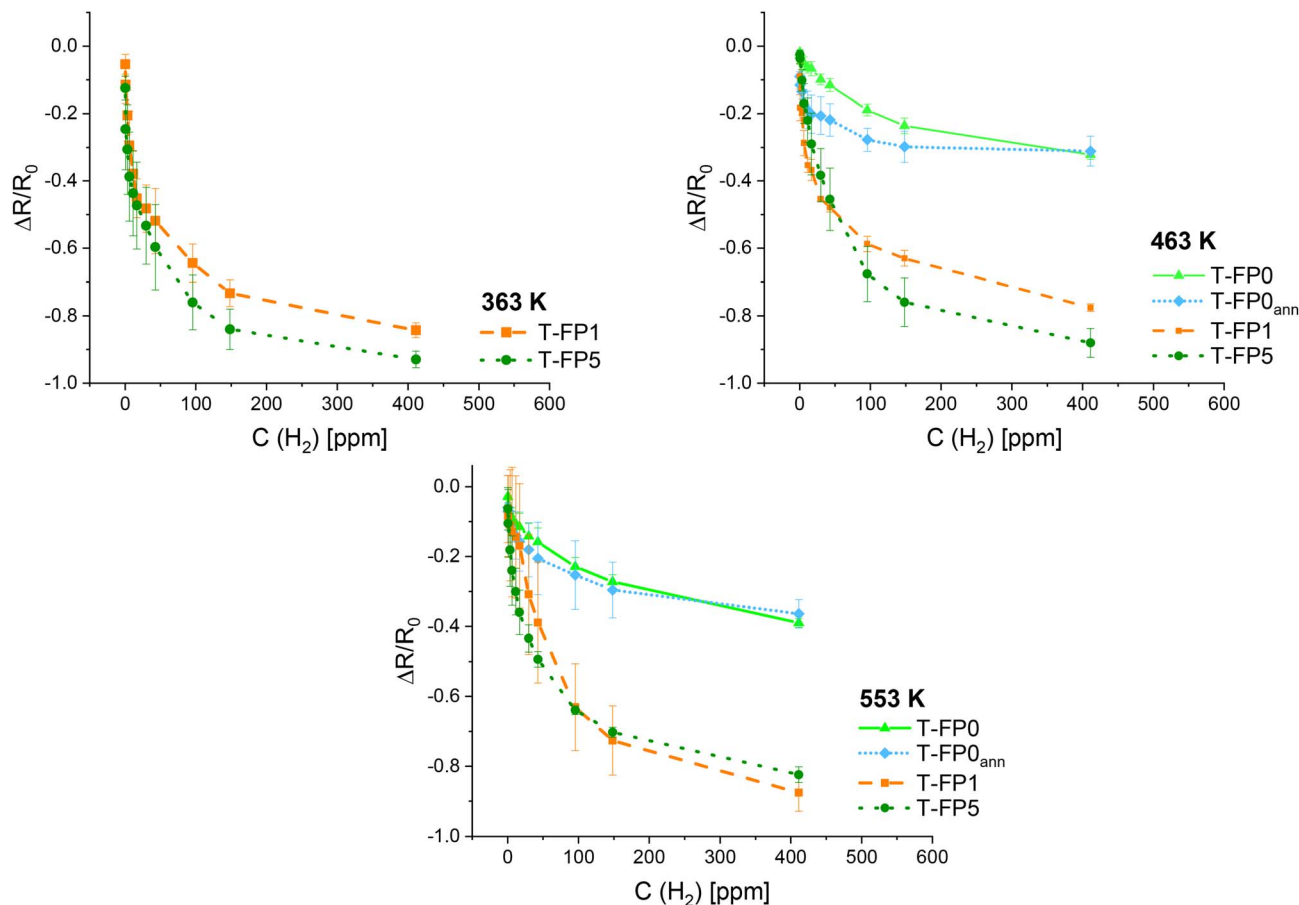 0.0
-0.2
-0.4
-0.6
-0.8
-1.0
ΔR/R₀
363 K
T-FP1
T-FP5
0 100 200 300 400 500 600
C (H₂) [ppm]
0.0
-0.2
-0.4
-0.6
-0.8
-1.0
ΔR/R₀
463 K
T-FP0
T-FP0ann
T-FP1
T-FP5
0 100 200 300 400 500 600
C (H₂) [ppm]
0.0
-0.2
-0.4
-0.6
-0.8
-1.0
ΔR/R₀
553 K
T-FP0
T-FP0ann
T-FP1
T-FP5
0 100 200 300 400 500 600
C (H₂) [ppm]